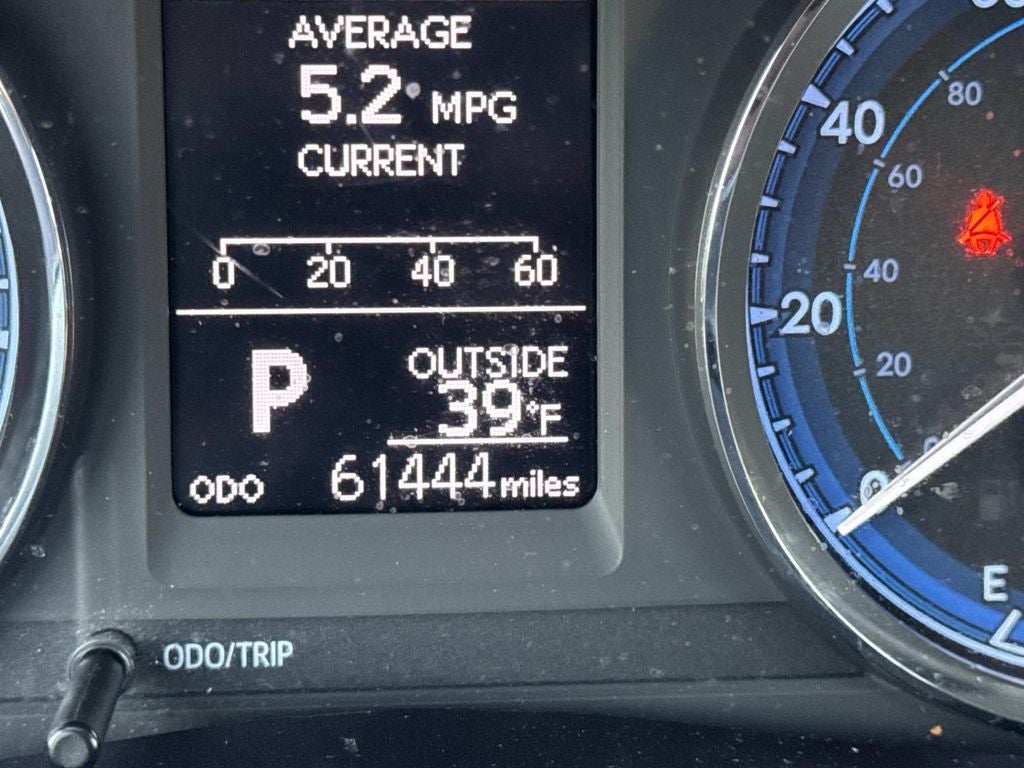 AVERAGE
5.2 MPG
CURRENT
0 20 40 60
P
OUTSIDE
39°F
ODO 61444 miles
ODO/TRIP
80
40
60
40
20
20
0
E